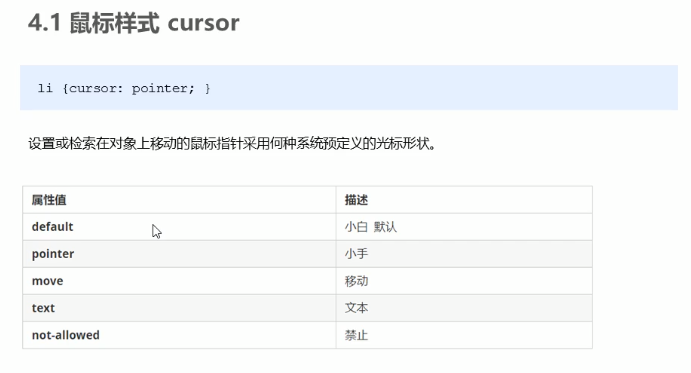 4.1 鼠标样式 cursor
li {cursor: pointer; }
设置或检索在对象上移动的鼠标指针采用何种系统预定义的光标形状。
属性值 描述
default 小白 默认
pointer 小手
move 移动
text 文本
not-allowed 禁止